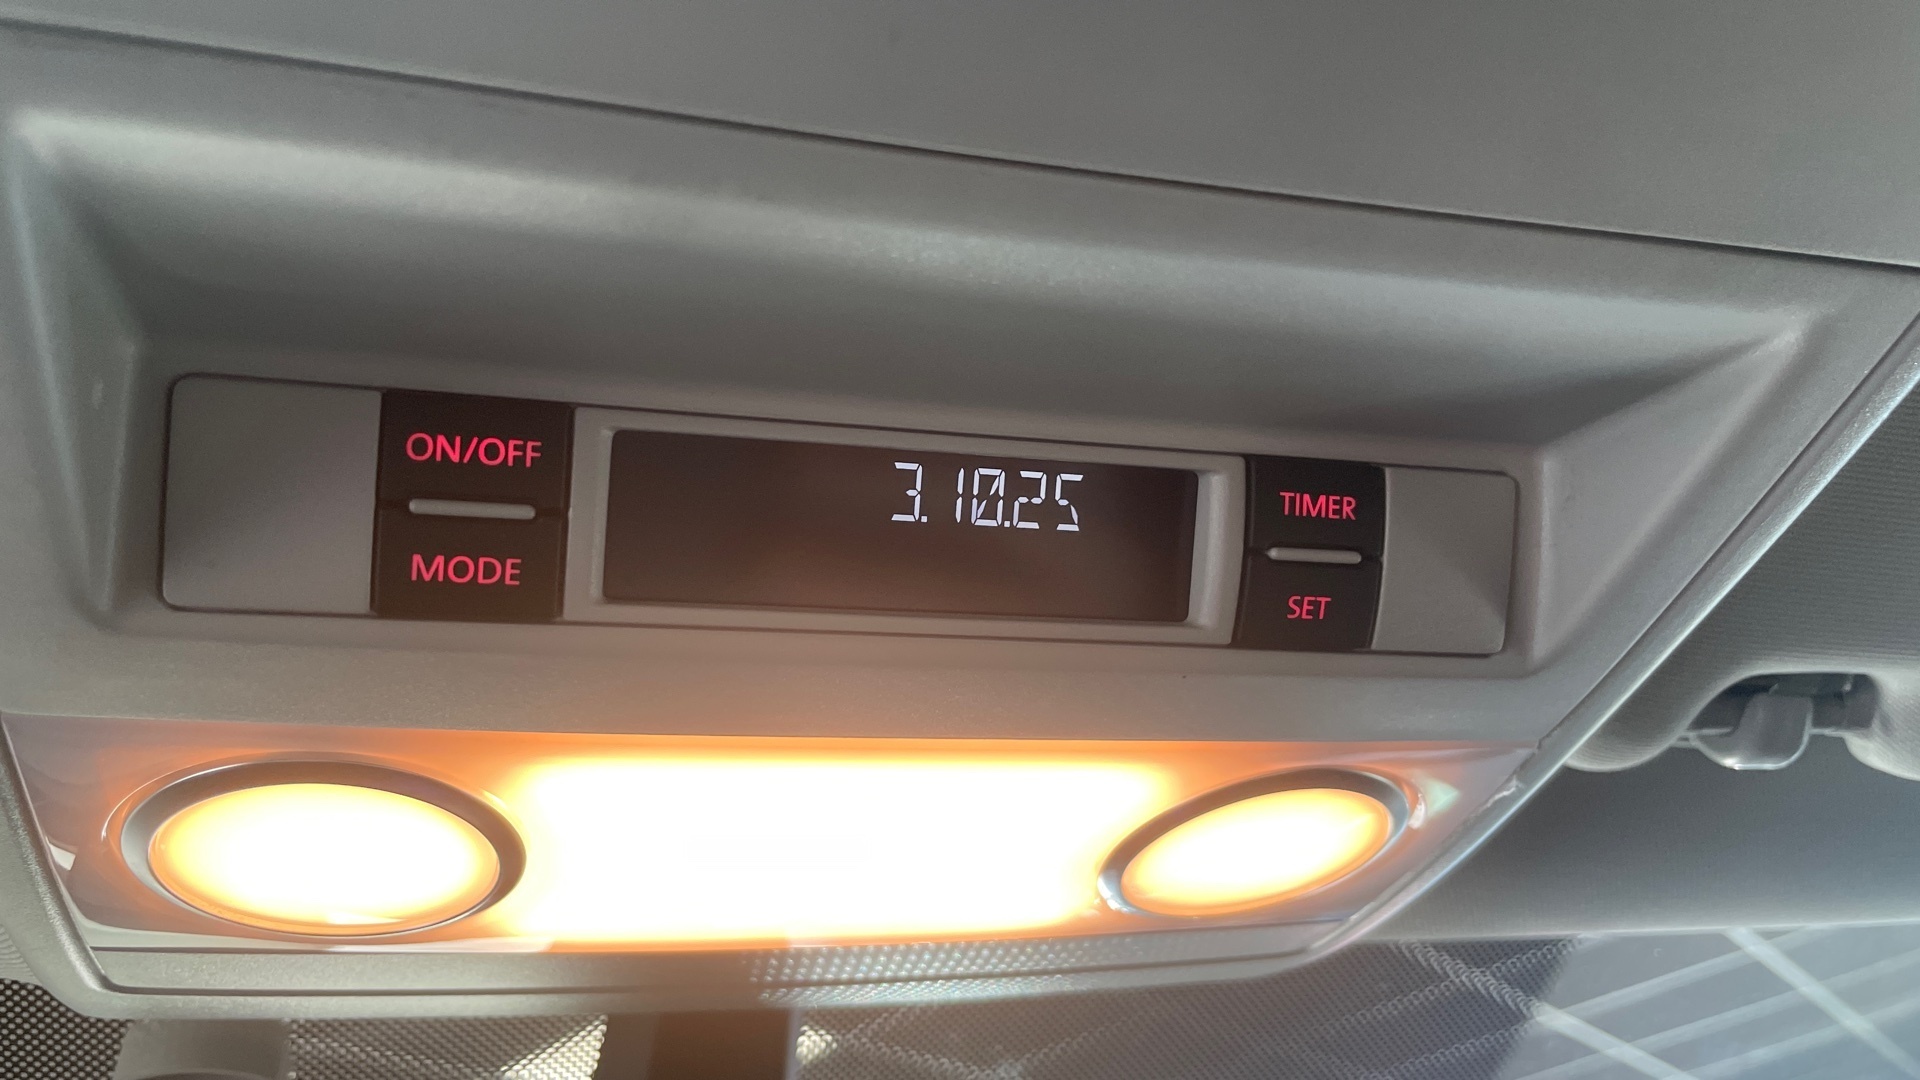 ON/OFF
MODE
3.10.25
TIMER
SET